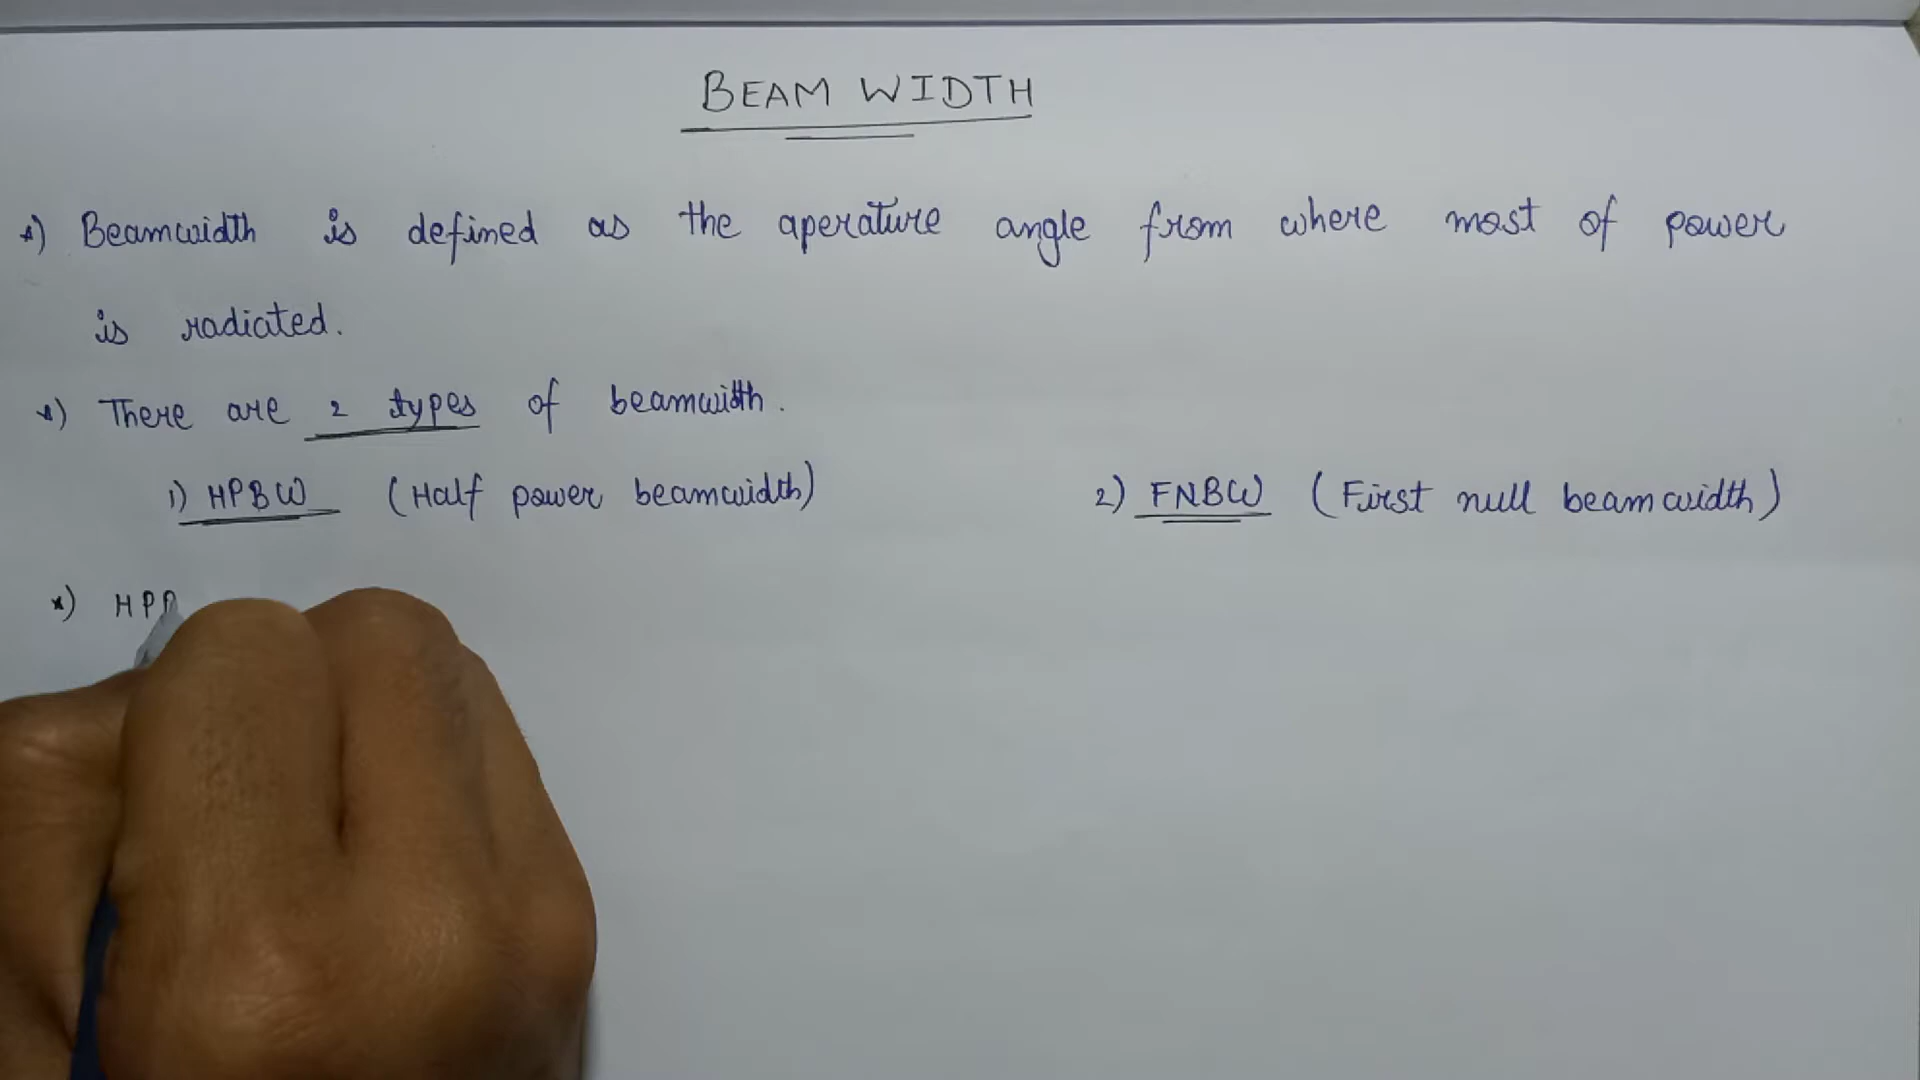 BEAM WIDTH
*) Beamwidth is defined as the aperature angle from where most of power
is radiated.
*) There are 2 types of beamwidth.
1) HPBW (Half power beamwidth) 2) FNBW (First null beamwidth)
*) HPB